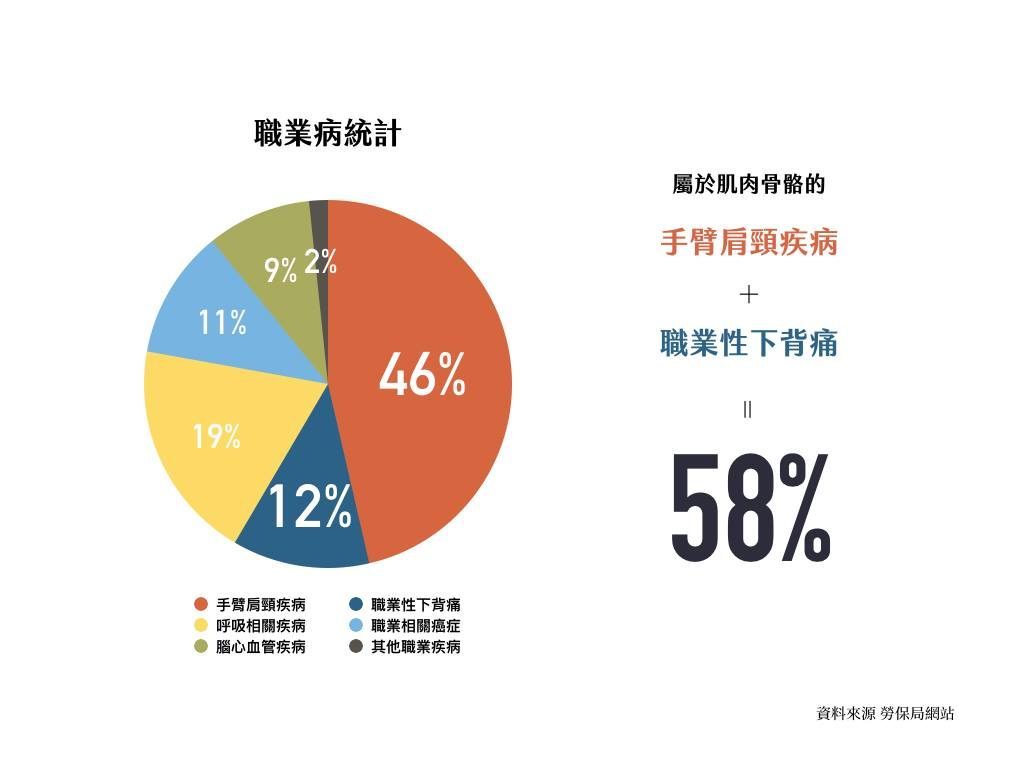 職業病統計
46%
12%
19%
11%
9%
2%
手臂肩頸疾病
職業性下背痛
呼吸相關疾病
職業相關癌症
腦心血管疾病
其他職業疾病
屬於肌肉骨骼的
手臂肩頸疾病
+
職業性下背痛
=
58%
資料來源 勞保局網站